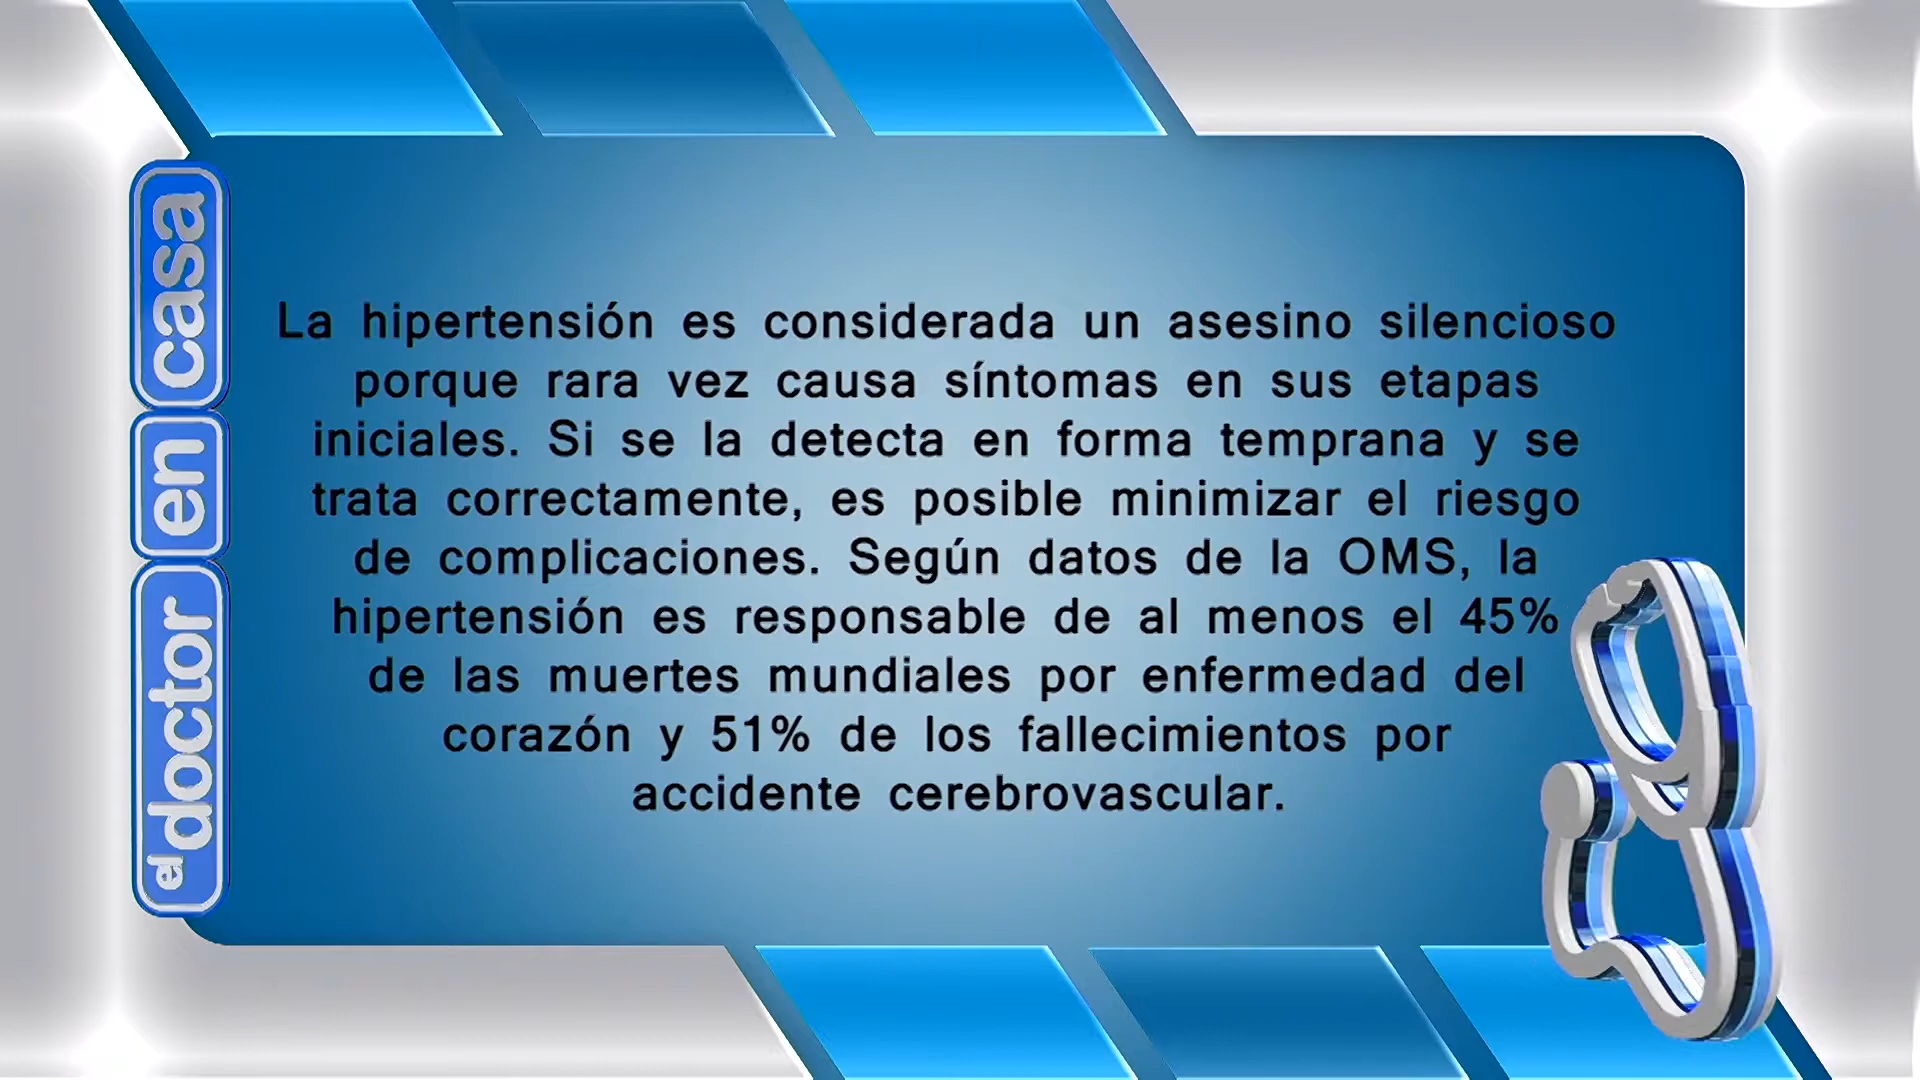 el doctor en casa
La hipertensión es considerada un asesino silencioso
porque rara vez causa síntomas en sus etapas
iniciales. Si se la detecta en forma temprana y se
trata correctamente, es posible minimizar el riesgo
de complicaciones. Según datos de la OMS, la
hipertensión es responsable de al menos el 45%
de las muertes mundiales por enfermedad del
corazón y 51% de los fallecimientos por
accidente cerebrovascular.